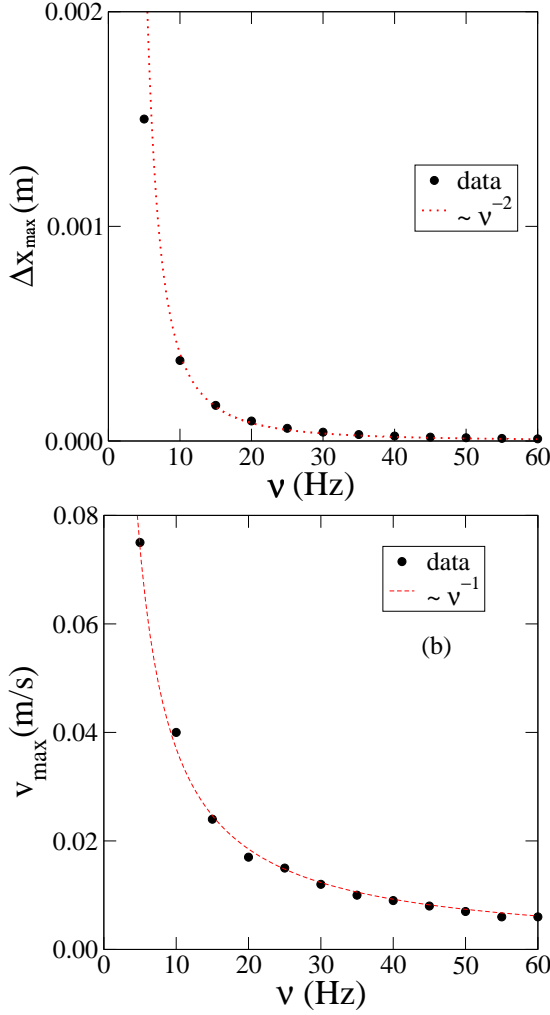 0.002
0.001
0.000
Δx_max (m)
data
~ ν⁻²
0 10 20 30 40 50 60
ν (Hz)
0.08
0.06
0.04
0.02
0.00
v_max (m/s)
data
~ ν⁻¹
(b)
0 10 20 30 40 50 60
ν (Hz)